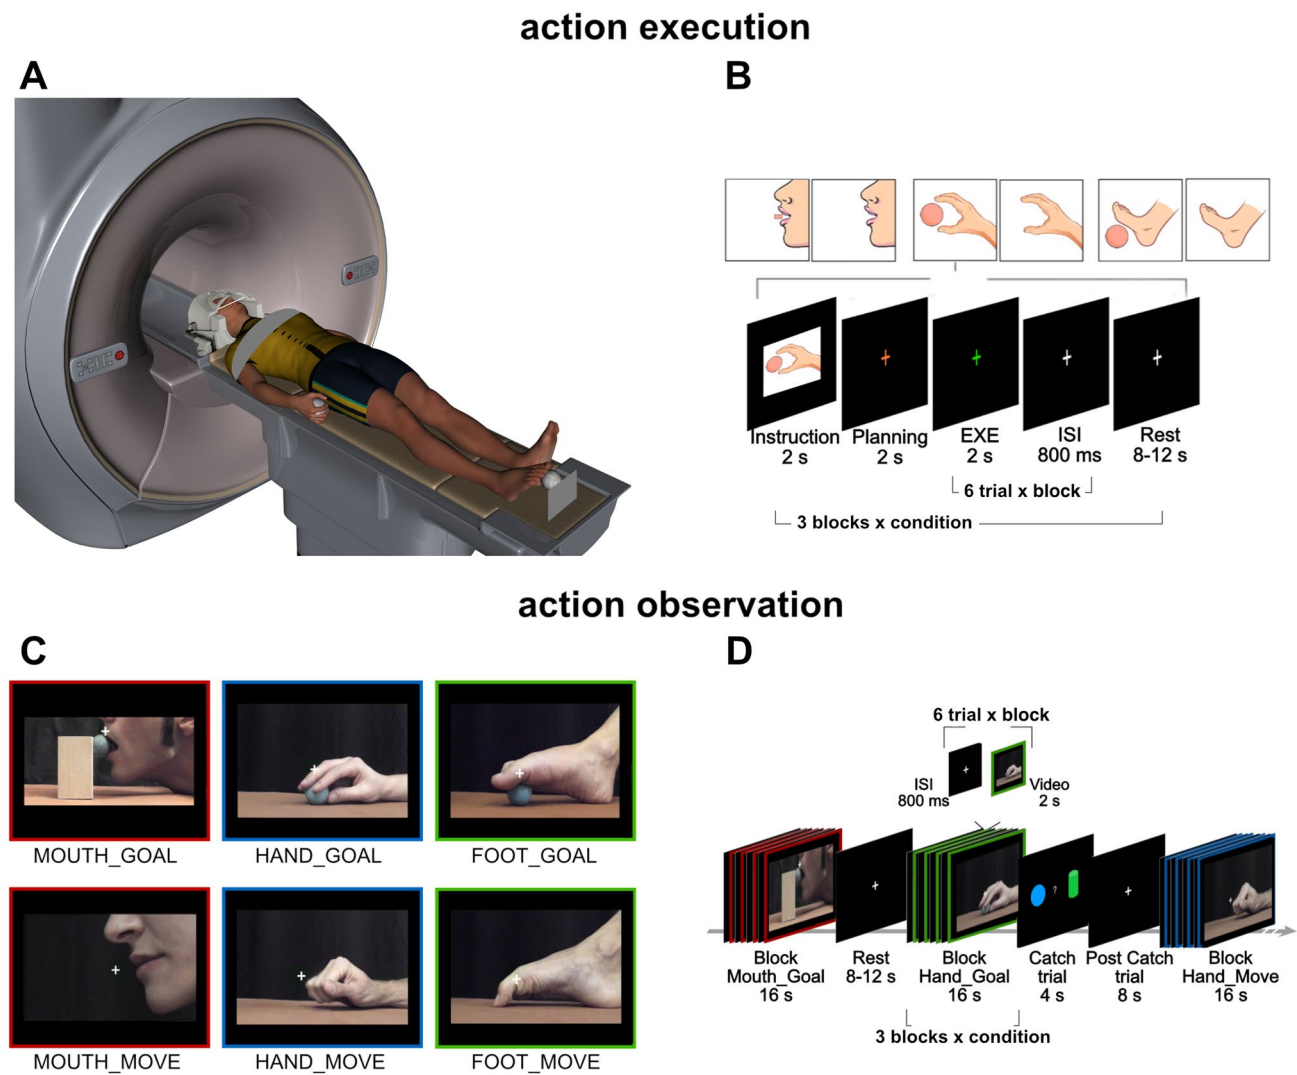 action execution
A
B
Instruction
2 s
Planning
2 s
EXE
2 s
ISI
800 ms
Rest
8-12 s
6 trial x block
3 blocks x condition
action observation
C
D
MOUTH_GOAL
HAND_GOAL
FOOT_GOAL
MOUTH_MOVE
HAND_MOVE
FOOT_MOVE
6 trial x block
ISI
800 ms
Video
2 s
?
Block
Mouth_Goal
16 s
Rest
8-12 s
Block
Hand_Goal
16 s
Catch
trial
4 s
Post Catch
trial
8 s
Block
Hand_Move
16 s
3 blocks x condition